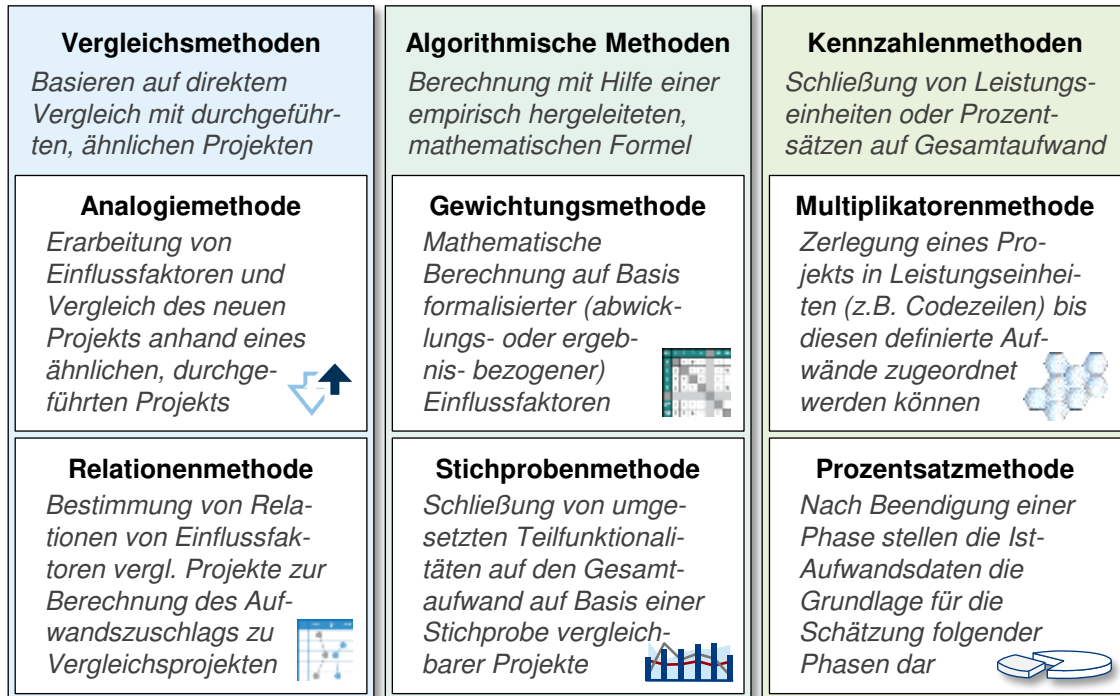 Vergleichsmethoden
Basieren auf direktem
Vergleich mit durchgeführ-
ten, ähnlichen Projekten
Analogiemethode
Erarbeitung von
Einflussfaktoren und
Vergleich des neuen
Projekts anhand eines
ähnlichen, durchge-
führten Projekts
Relationenmethode
Bestimmung von Rela-
tionen von Einflussfak-
toren vergl. Projekte zur
Berechnung des Auf-
wandszuschlags zu
Vergleichsprojekten
Algorithmische Methoden
Berechnung mit Hilfe einer
empirisch hergeleiteten,
mathematischen Formel
Gewichtungsmethode
Mathematische
Berechnung auf Basis
formalisierter (abwick-
lungs- oder ergeb-
nis- bezogener)
Einflussfaktoren
Stichprobenmethode
Schließung von umge-
setzten Teilfunktionali-
täten auf den Gesamt-
aufwand auf Basis einer
Stichprobe vergleich-
barer Projekte
Kennzahlenmethoden
Schließung von Leistungs-
einheiten oder Prozent-
sätzen auf Gesamtaufwand
Multiplikatorenmethode
Zerlegung eines Pro-
jekts in Leistungseinhei-
ten (z.B. Codezeilen) bis
diesen definierte Auf-
wände zugeordnet
werden können
Prozentsatzmethode
Nach Beendigung einer
Phase stellen die Ist-
Aufwandsdaten die
Grundlage für die
Schätzung folgender
Phasen dar